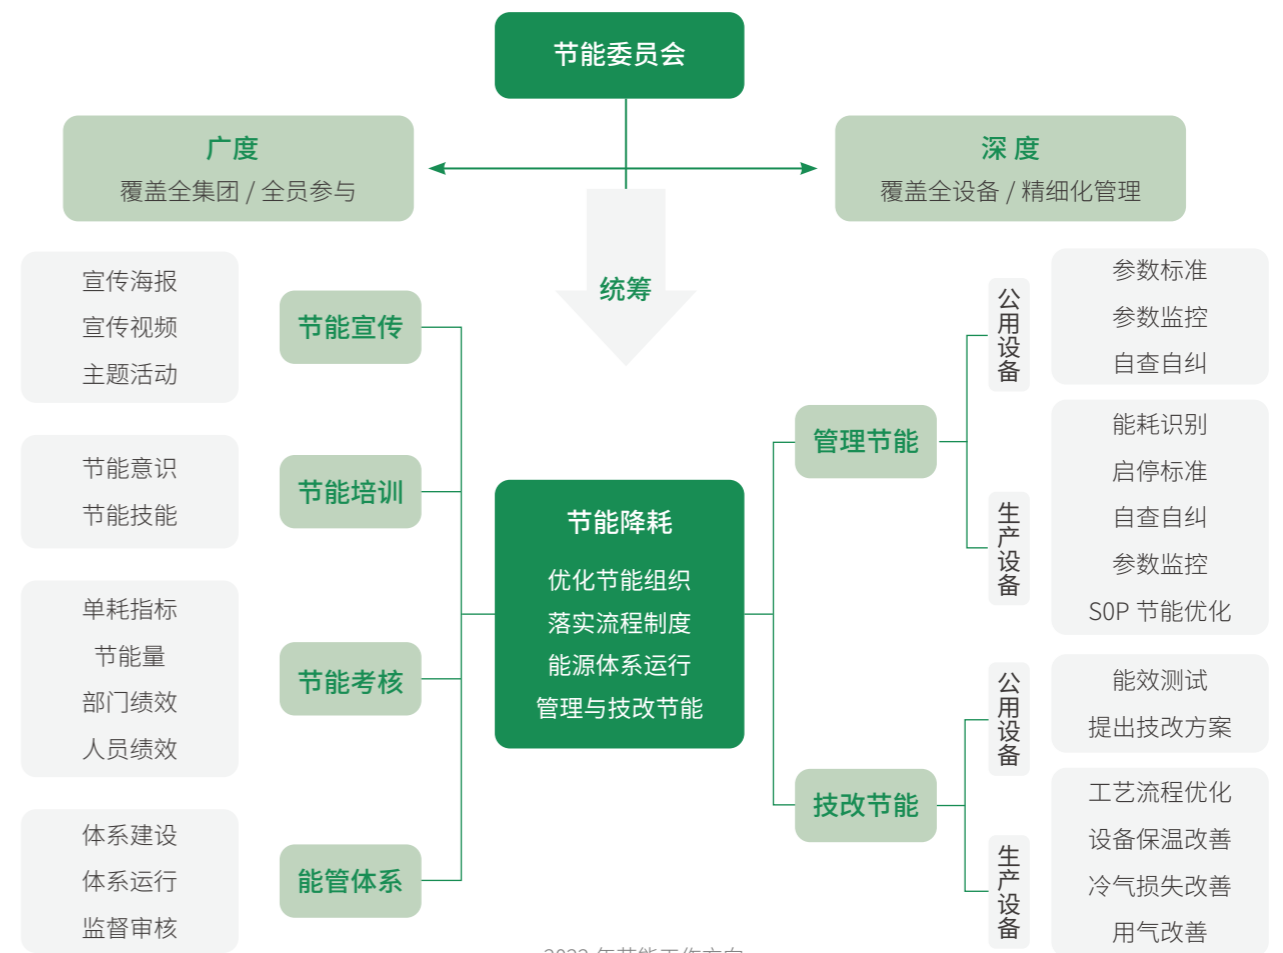 节能委员会
广度
覆盖全集团 / 全员参与
深 度
覆盖全设备 / 精细化管理
统筹
宣传海报
宣传视频
主题活动
节能宣传
节能意识
节能技能
节能培训
单耗指标
节能量
部门绩效
人员绩效
节能考核
体系建设
体系运行
监督审核
能管体系
节能降耗
优化节能组织
落实流程制度
能源体系运行
管理与技改节能
管理节能
公用设备
参数标准
参数监控
自查自纠
生产设备
能耗识别
启停标准
自查自纠
参数监控
S0P 节能优化
技改节能
公用设备
能效测试
提出技改方案
生产设备
工艺流程优化
设备保温改善
冷气损失改善
用气改善
年节能工作方向